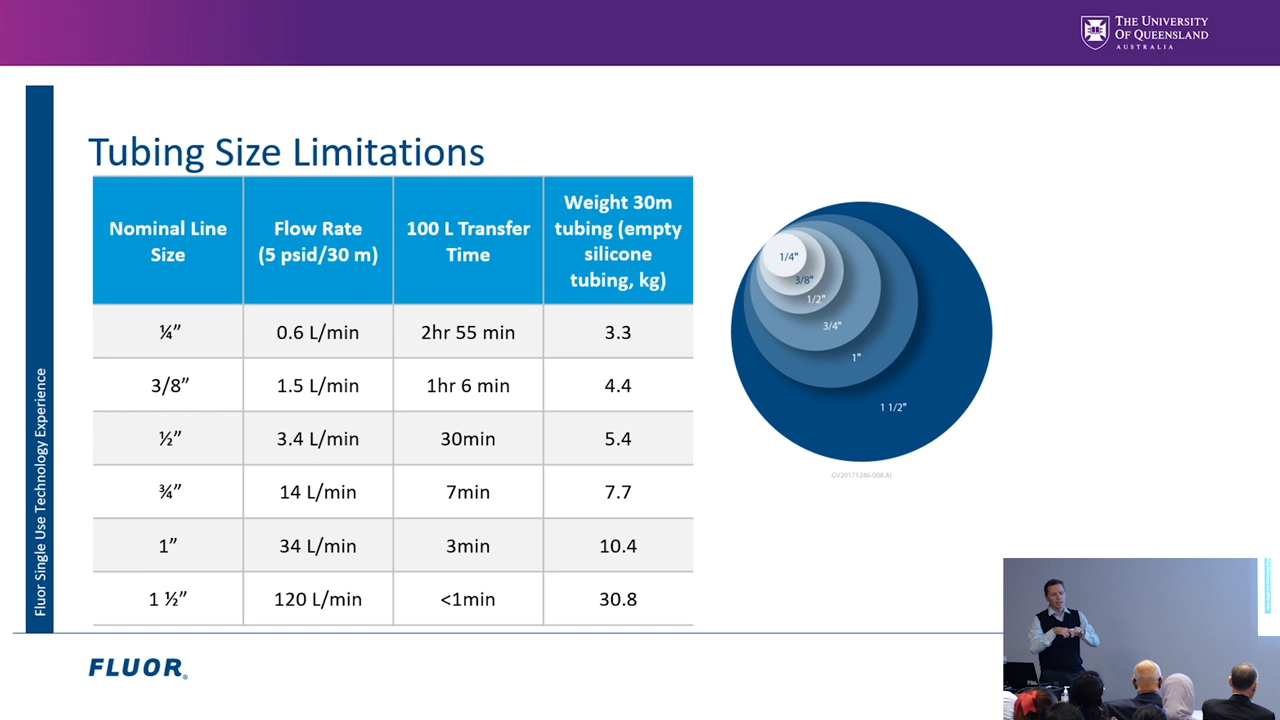 THE UNIVERSITY
OF QUEENSLAND
AUSTRALIA
Fluor Single Use Technology Experience
Tubing Size Limitations
Nominal Line Size
Flow Rate (5 psid/30 m)
100 L Transfer Time
Weight 30m tubing (empty silicone tubing, kg)
¼” 0.6 L/min 2hr 55 min 3.3
3/8” 1.5 L/min 1hr 6 min 4.4
½” 3.4 L/min 30min 5.4
¾” 14 L/min 7min 7.7
1” 34 L/min 3min 10.4
1 ½” 120 L/min <1min 30.8
1/4"
3/8"
1/2"
3/4"
1"
1 1/2"
GV20171246-008.AI
FLUOR®